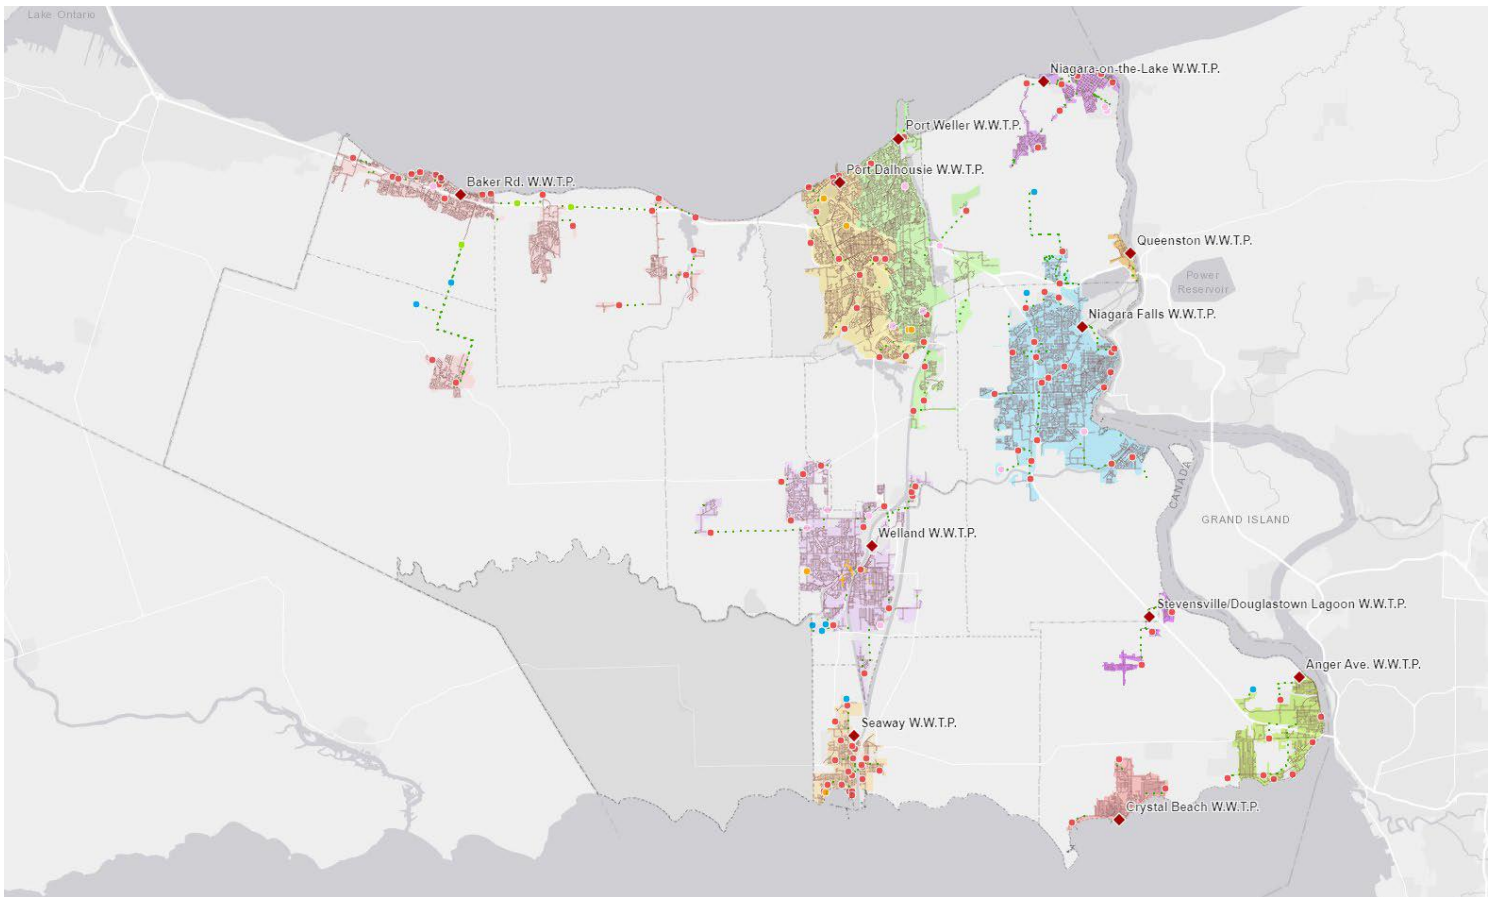 Lake Ontario
Niagara-on-the-Lake W.W.T.P.
Port Weller W.W.T.P.
Port Dalhousie W.W.T.P.
Baker Rd. W.W.T.P.
Queenston W.W.T.P.
Power
Reservoir
Niagara Falls W.W.T.P.
CANADA
GRAND ISLAND
Welland W.W.T.P.
Stevensville/Douglastown Lagoon W.W.T.P.
Anger Ave. W.W.T.P.
Seaway W.W.T.P.
Crystal Beach W.W.T.P.